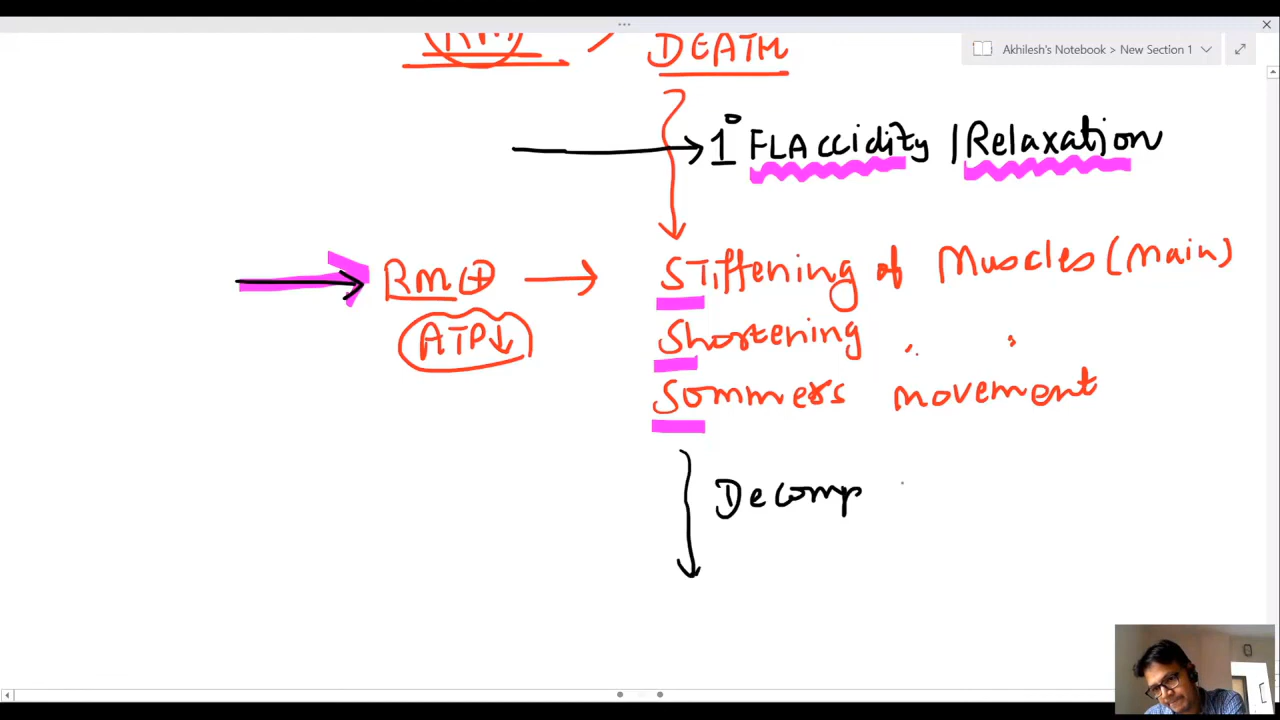 Akhilesh's Notebook > New Section 1
(RM)
DEATH
1° FLAccidity / Relaxation
RM⊕ → STiffening of Muscles (Main)
ATP↓
Shortening " "
Sommers movement
Decomp